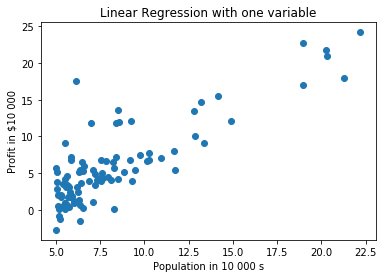 Linear Regression with one variable
Profit in $10 000
25
20
15
10
5
0
5.0 7.5 10.0 12.5 15.0 17.5 20.0 22.5
Population in 10 000 s